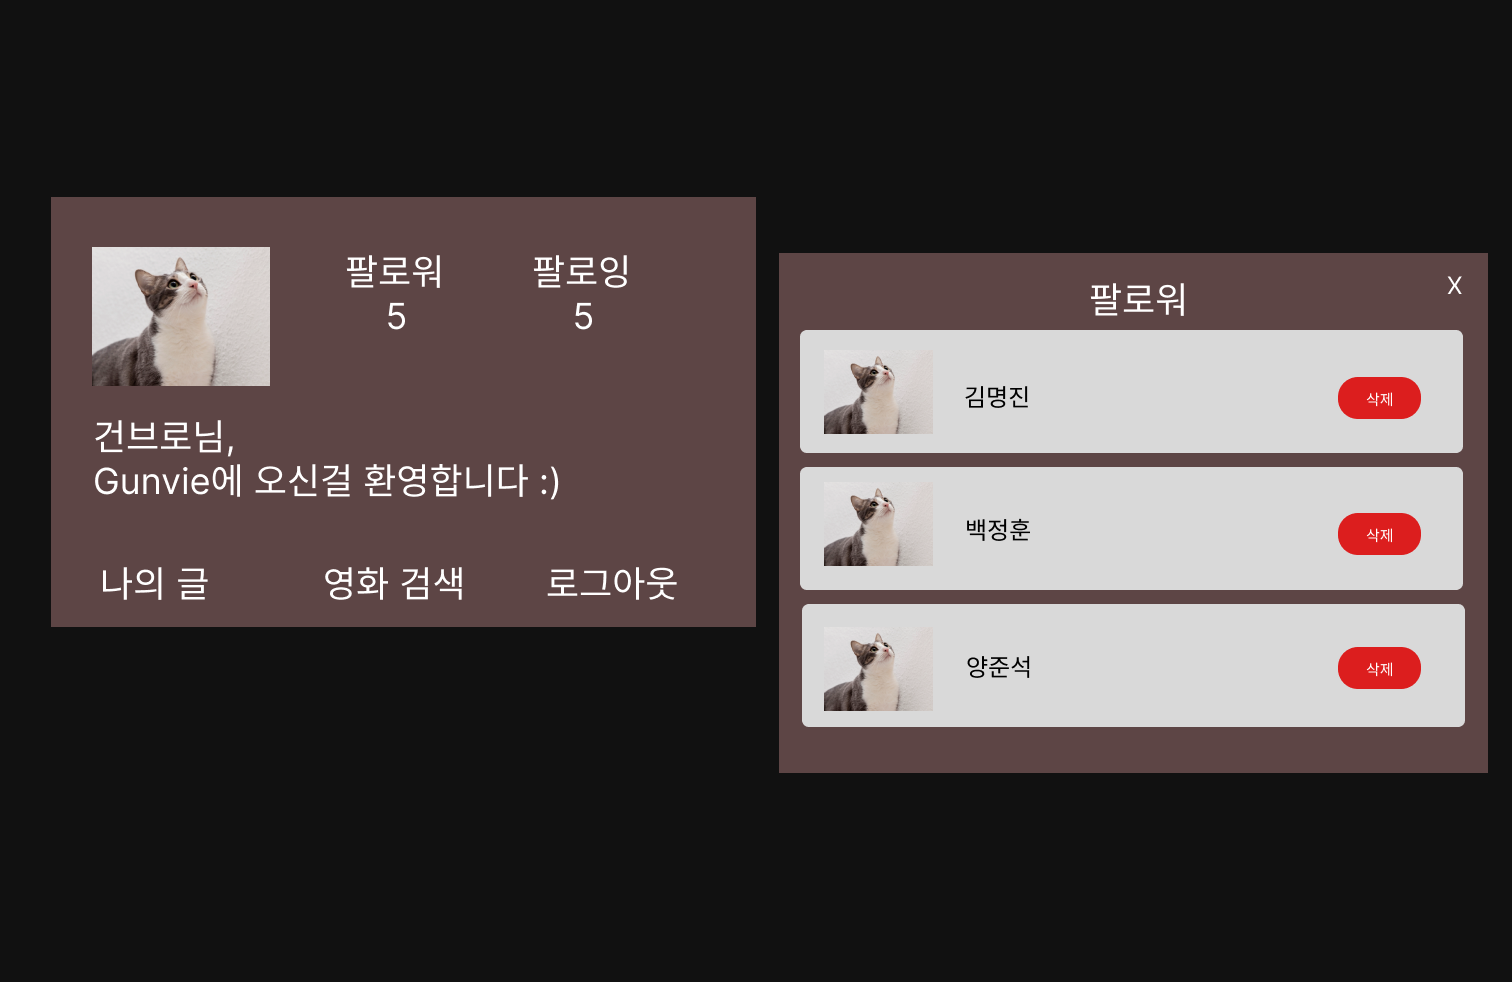 팔로워
5
팔로잉
5
건브로님,
Gunvie에 오신걸 환영합니다 :)
나의 글
영화 검색
로그아웃
팔로워
X
김명진
삭제
백정훈
삭제
양준석
삭제